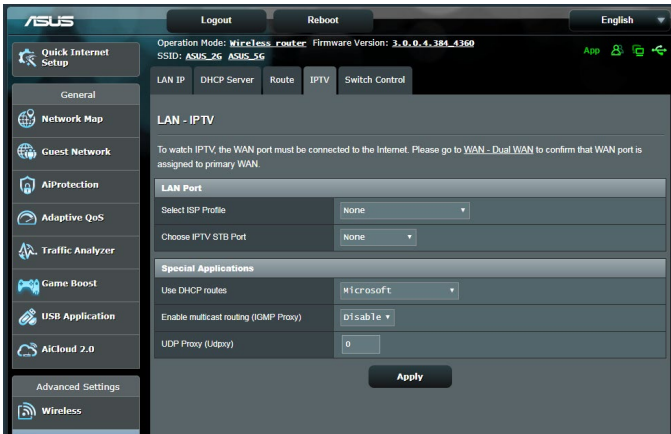 ASUS
Logout
Reboot
English
Quick Internet
Setup
Operation Mode: Wireless router Firmware Version: 3.0.0.4.384_4360
SSID: ASUS_2G ASUS_5G
App
LAN IP
DHCP Server
Route
IPTV
Switch Control
General
Network Map
Guest Network
AiProtection
Adaptive QoS
Traffic Analyzer
Game Boost
USB Application
AiCloud 2.0
Advanced Settings
Wireless
LAN - IPTV
To watch IPTV, the WAN port must be connected to the Internet. Please go to WAN - Dual WAN to confirm that WAN port is
assigned to primary WAN.
LAN Port
Select ISP Profile
None
Choose IPTV STB Port
None
Special Applications
Use DHCP routes
Microsoft
Enable multicast routing (IGMP Proxy)
Disable
UDP Proxy (Udpxy)
0
Apply